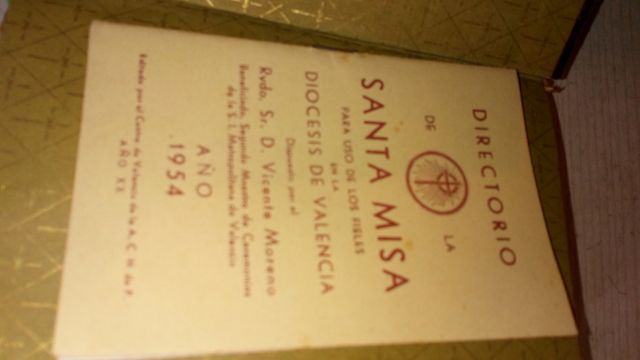 DIRECTORIO
DE LA
SANTA MISA
PARA USO DE LOS FIELES
EN LA
DIOCESIS DE VALENCIA
Dispuesto por el
Rvdo. Sr. D. Vicente Moreno
Beneficiado, Segundo Maestro de Ceremonias
de la S. I. Metropolitana de Valencia
AÑO
1954
Editado por el Centro de Valencia de la A. C. N. de P.
AÑO XX